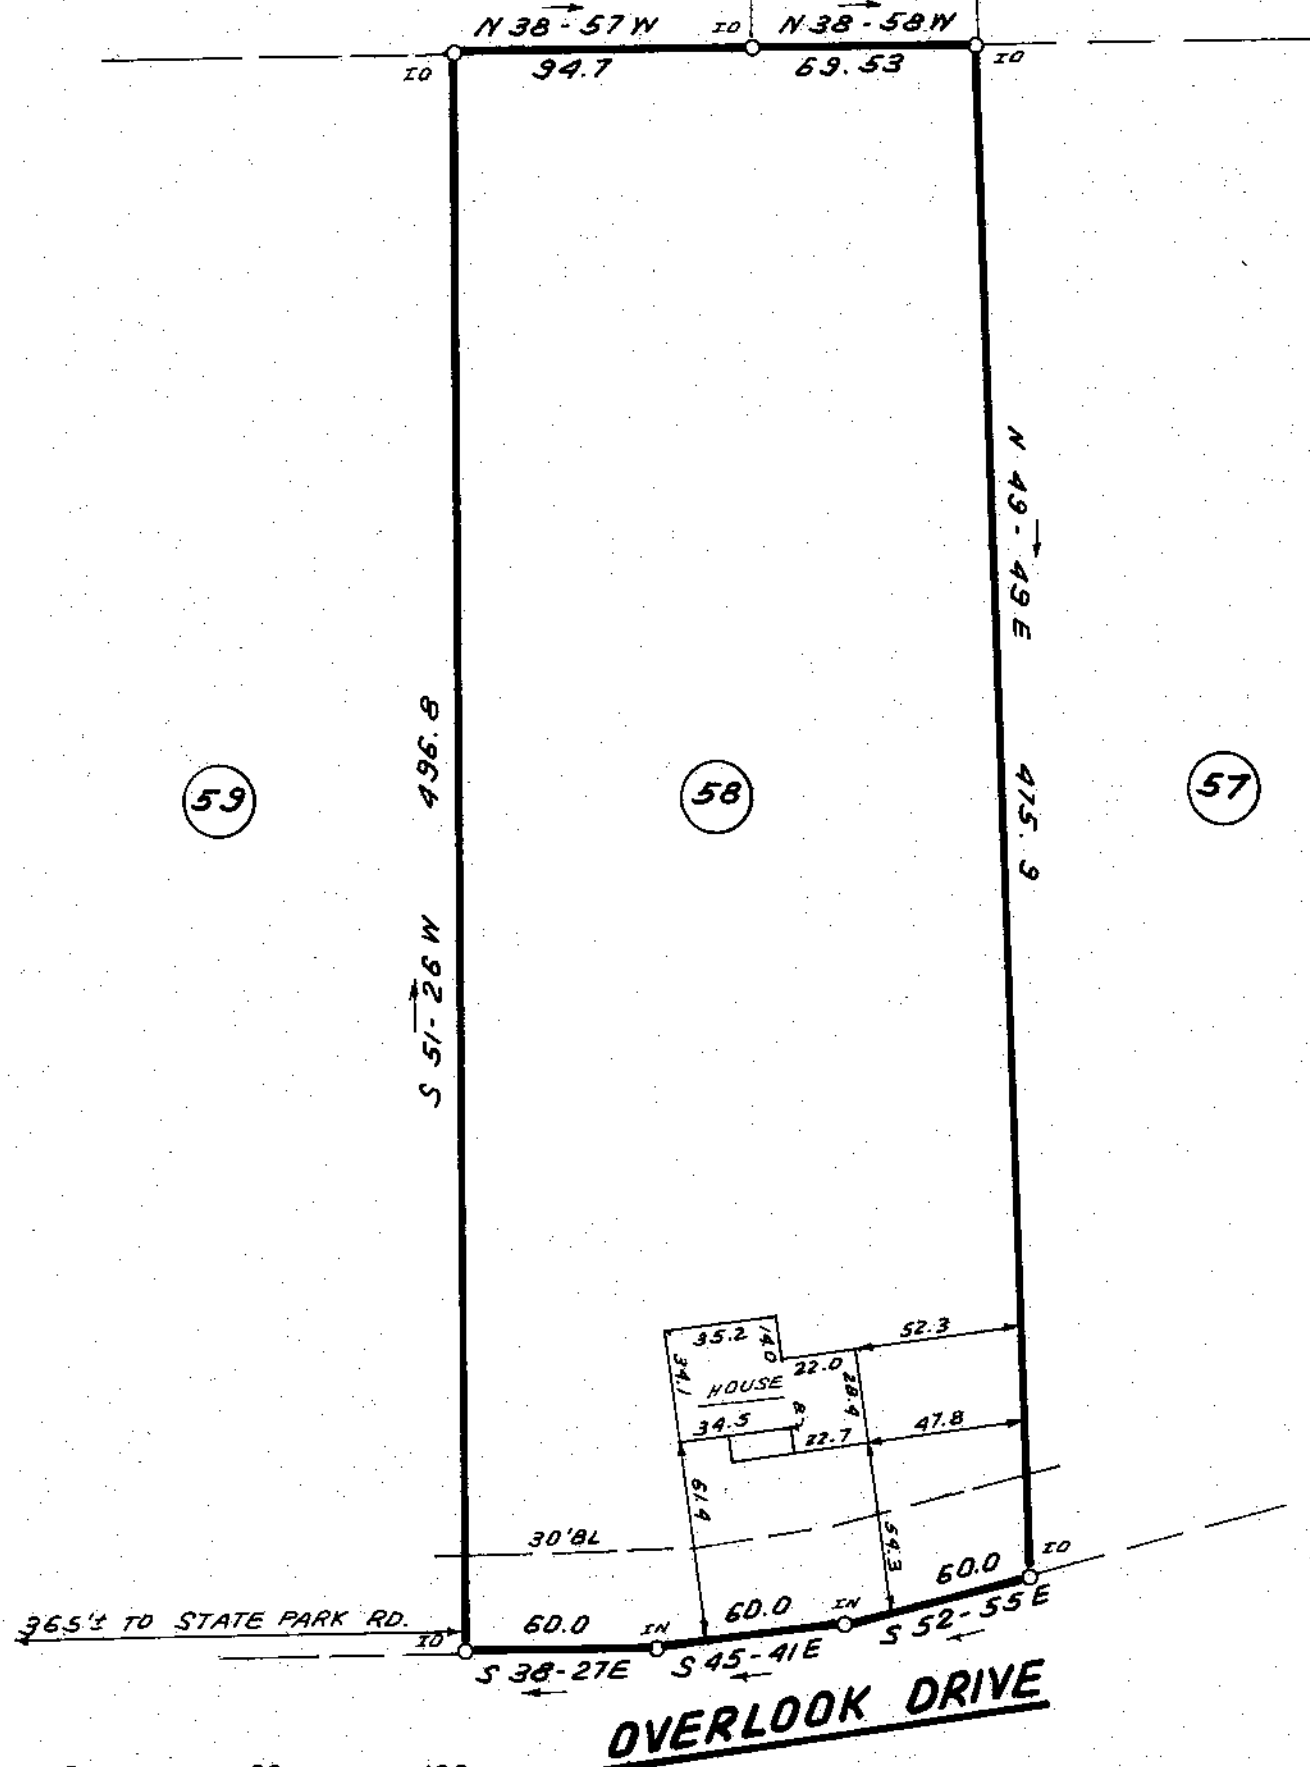 N 38-57 W
IO
N 38-58 W
IO
94.7
69.53
IO
N 49-49 E
475.9
S 51-26 W
496.8
59
58
57
35.2
14.0
52.3
34.1
22.0
HOUSE
28.4
34.5
8.7
22.7
47.8
61.9
30'BL
54.3
IO
60.0
365'± TO STATE PARK RD.
60.0
IN
60.0
IN
IO
S 38-27E
S 45-41E
S 52-55 E
OVERLOOK DRIVE